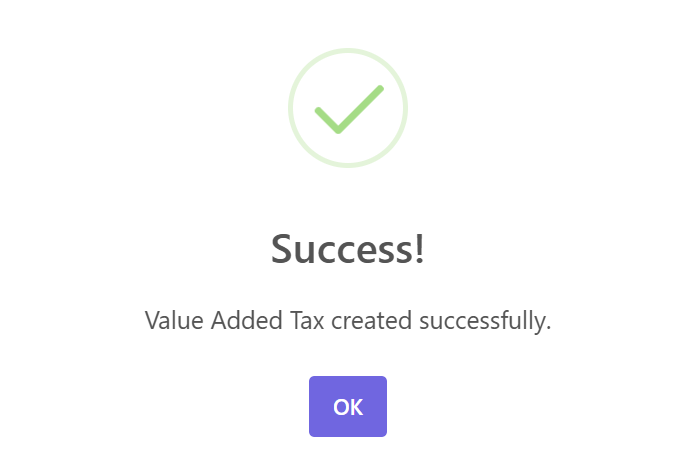 Success!
Value Added Tax created successfully.
OK